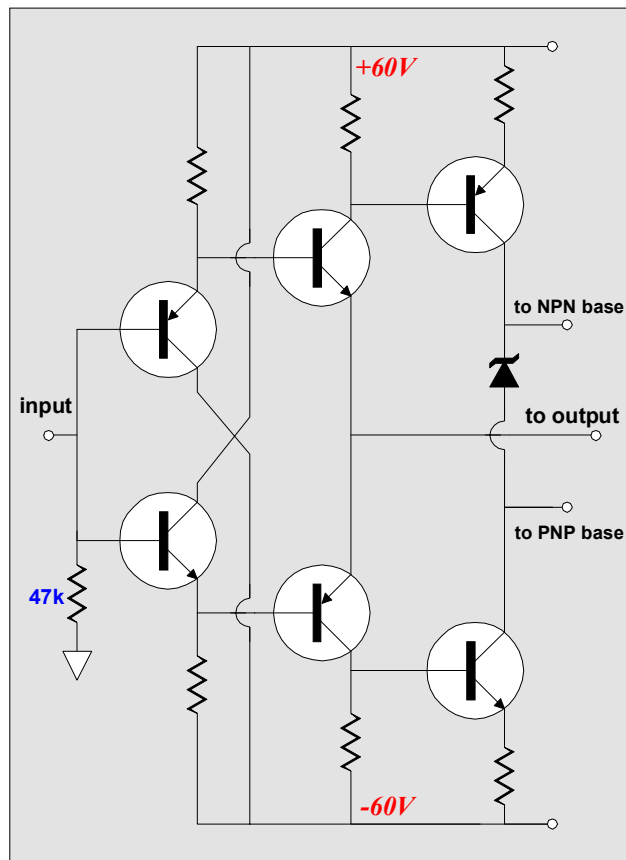 +60V
to NPN base
input
to output
to PNP base
47k
-60V